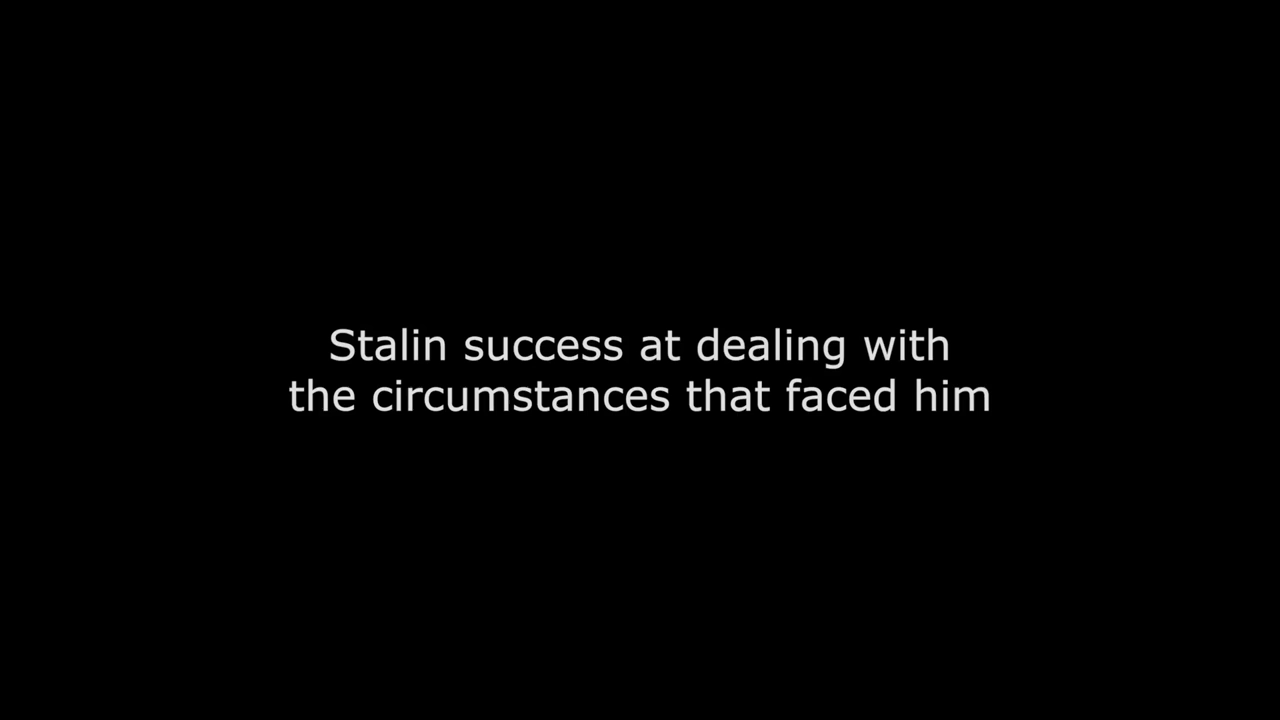 Stalin success at dealing with
the circumstances that faced him